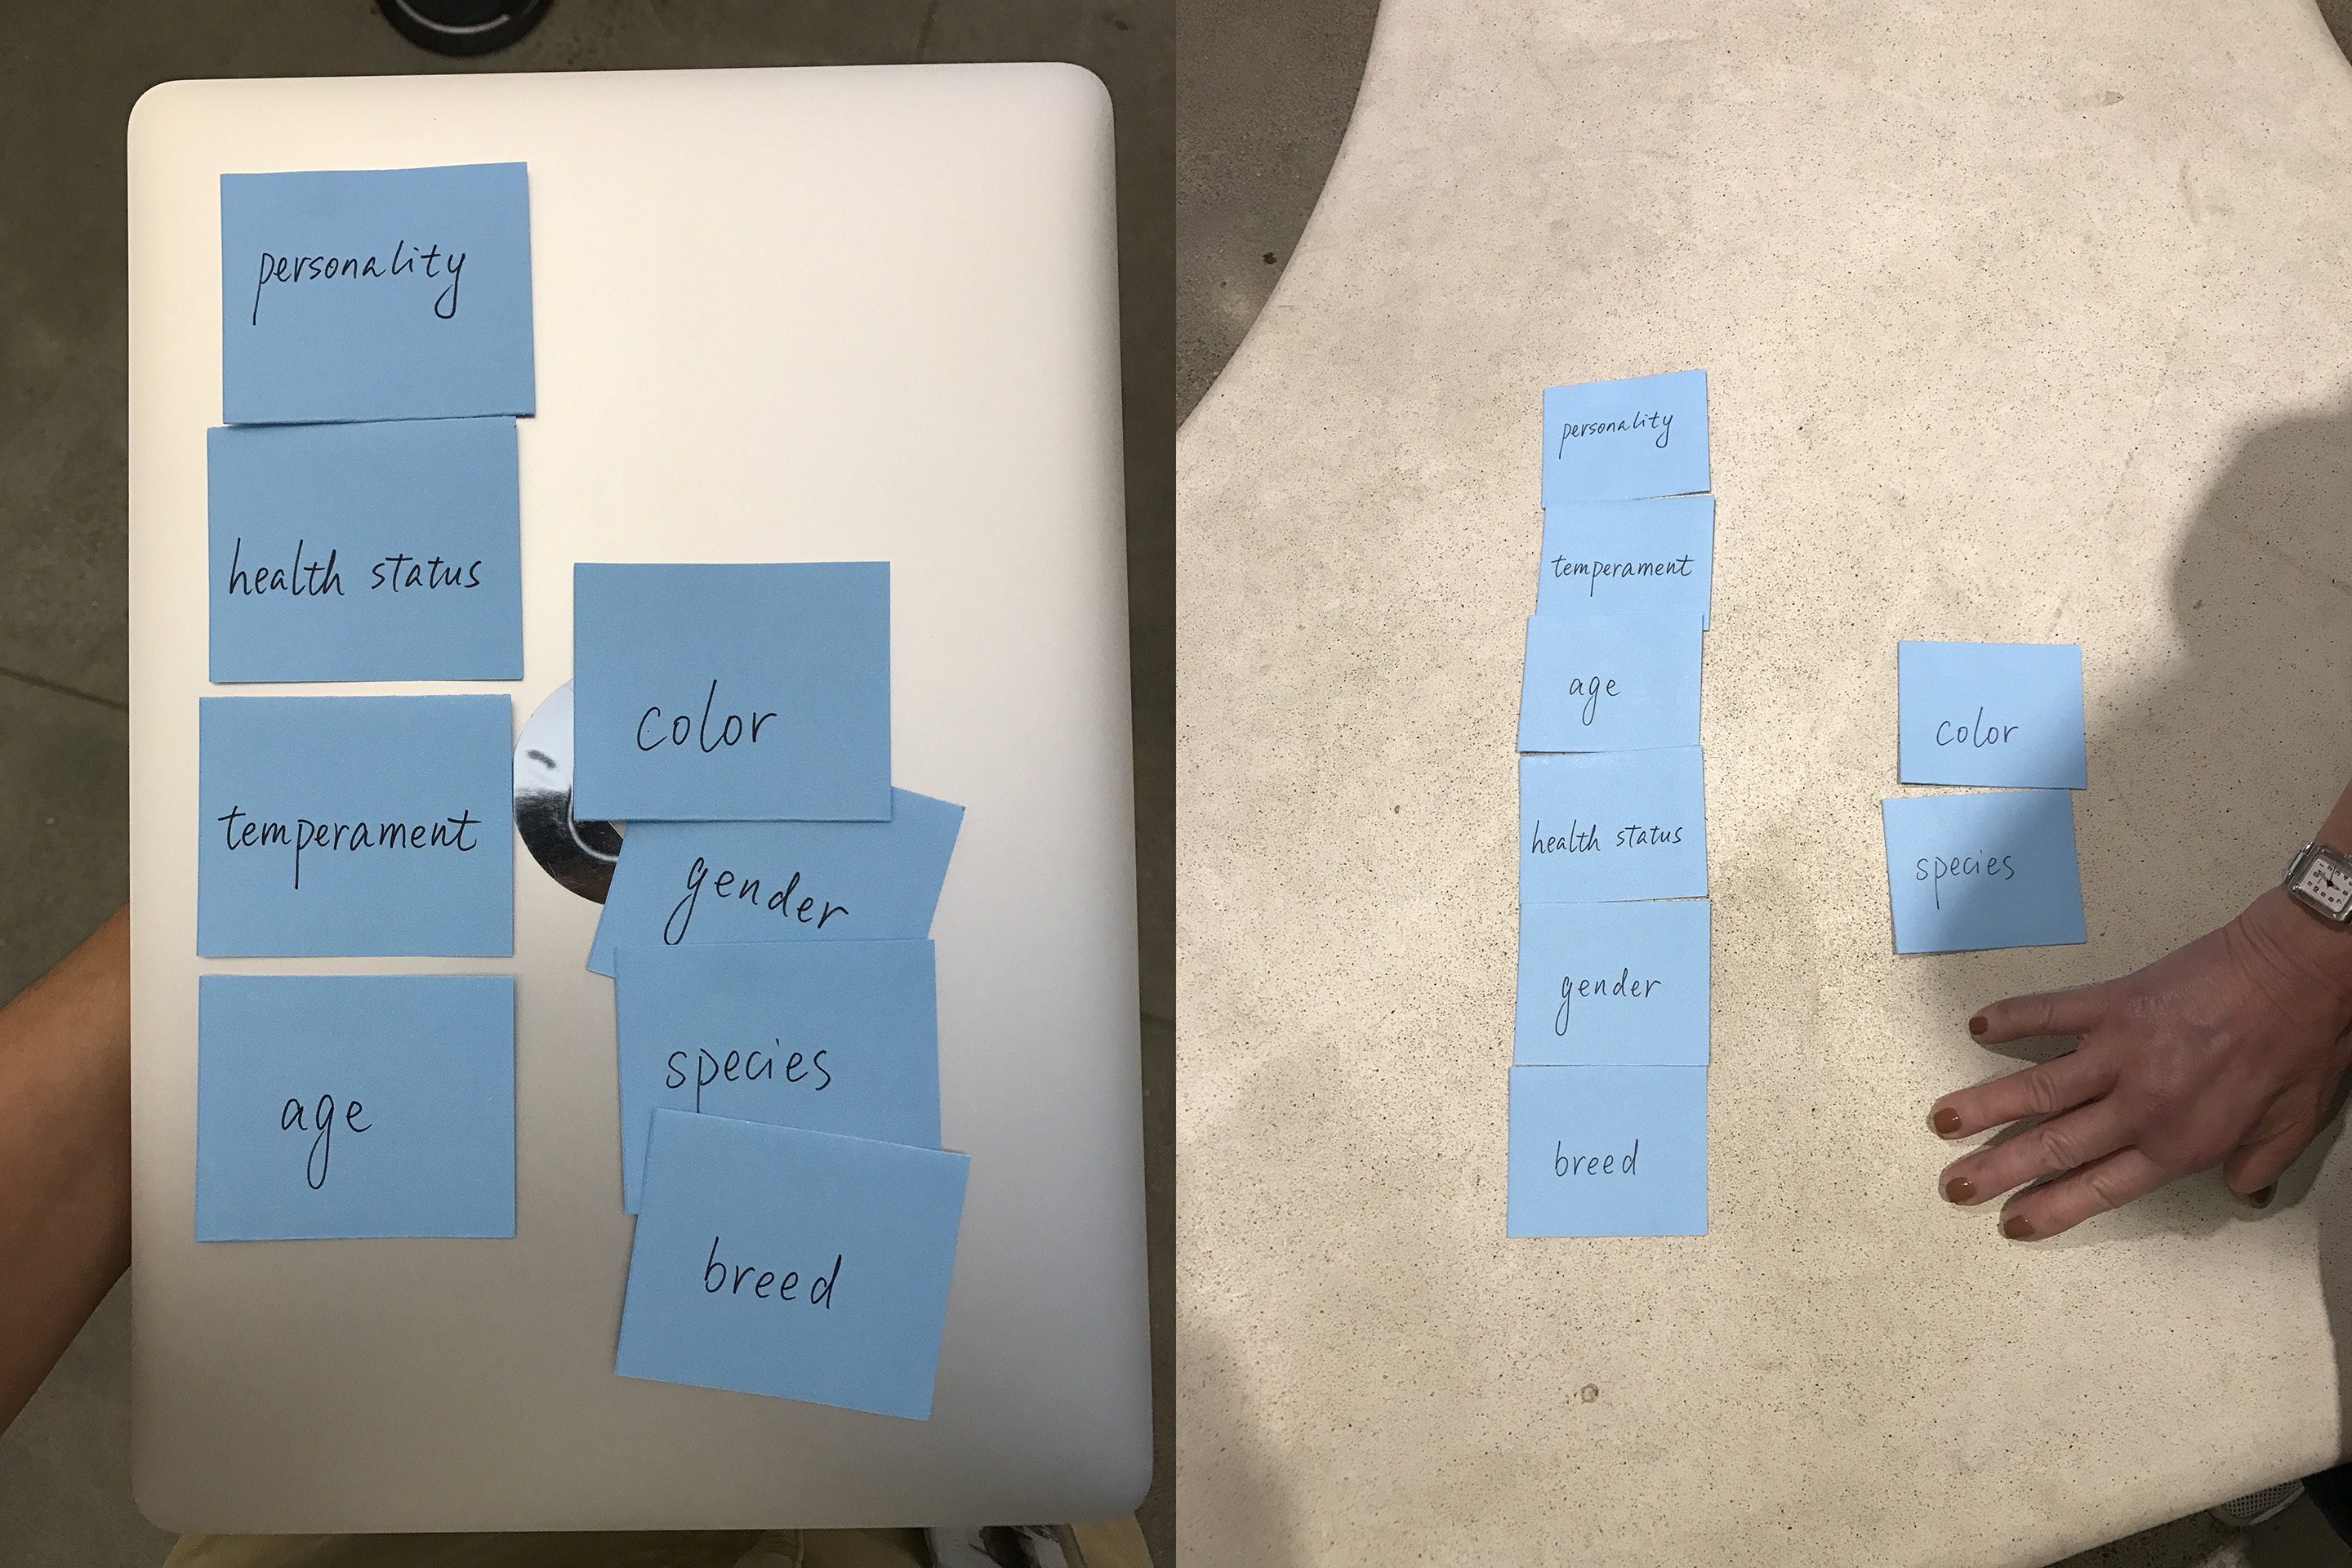 personality
health status
temperament
age
color
gender
species
breed
personality
temperament
age
health status
gender
breed
color
species